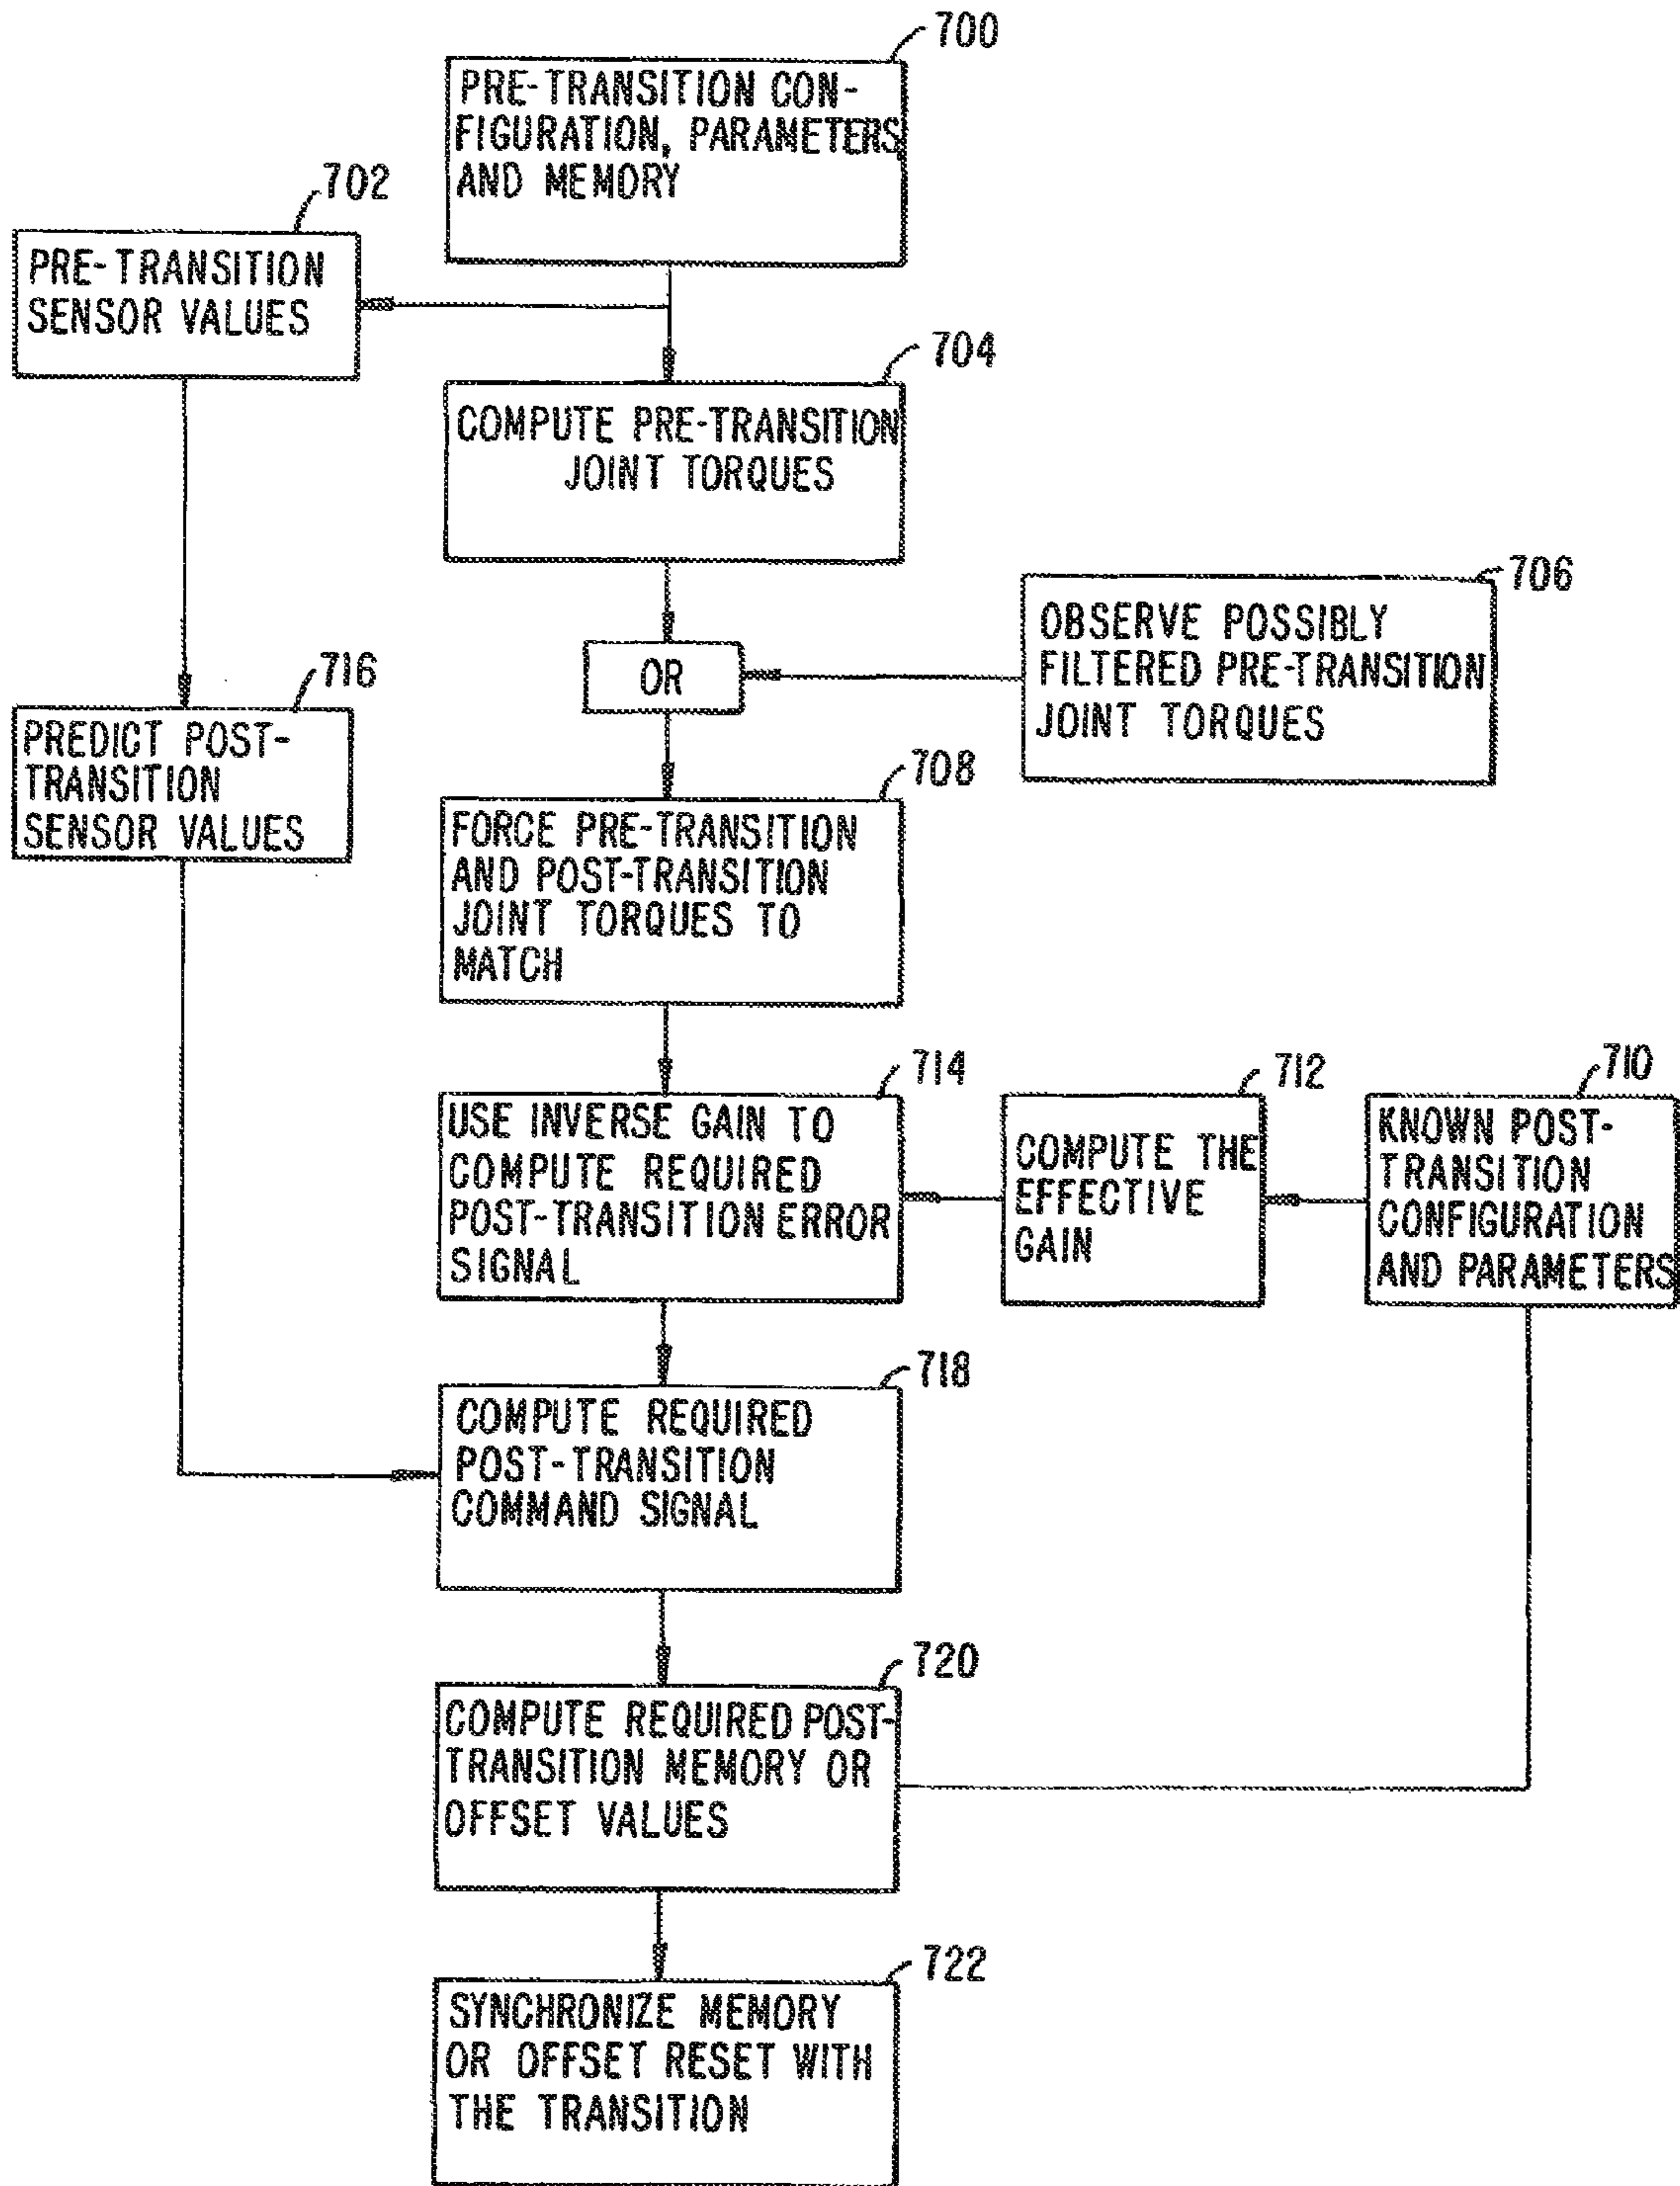 700
PRE-TRANSITION CON-
FIGURATION, PARAMETERS,
AND MEMORY
702
PRE-TRANSITION
SENSOR VALUES
704
COMPUTE PRE-TRANSITION
JOINT TORQUES
706
OBSERVE POSSIBLY
FILTERED PRE-TRANSITION
JOINT TORQUES
OR
716
PREDICT POST-
TRANSITION
SENSOR VALUES
708
FORCE PRE-TRANSITION
AND POST-TRANSITION
JOINT TORQUES TO
MATCH
714
USE INVERSE GAIN TO
COMPUTE REQUIRED
POST-TRANSITION ERROR
SIGNAL
712
COMPUTE THE
EFFECTIVE
GAIN
710
KNOWN POST-
TRANSITION
CONFIGURATION
AND PARAMETERS
718
COMPUTE REQUIRED
POST-TRANSITION
COMMAND SIGNAL
720
COMPUTE REQUIRED POST-
TRANSITION MEMORY OR
OFFSET VALUES
722
SYNCHRONIZE MEMORY
OR OFFSET RESET WITH
THE TRANSITION